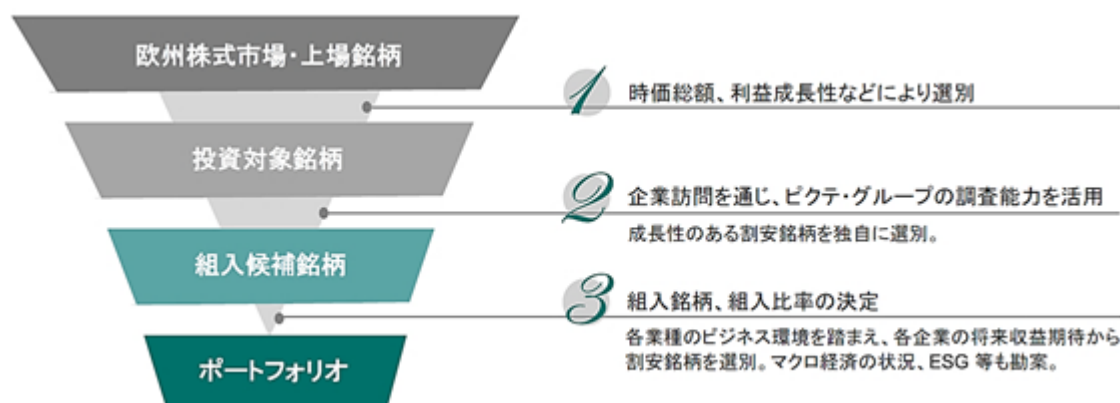 欧州株式市場・上場銘柄
1 時価総額、利益成長性などにより選別
投資対象銘柄
2 企業訪問を通じ、ピクテ・グループの調査能力を活用
成長性のある割安銘柄を独自に選別。
組入候補銘柄
3 組入銘柄、組入比率の決定
各業種のビジネス環境を踏まえ、各企業の将来収益期待から
割安銘柄を選別。マクロ経済の状況、ESG 等も勘案。
ポートフォリオ